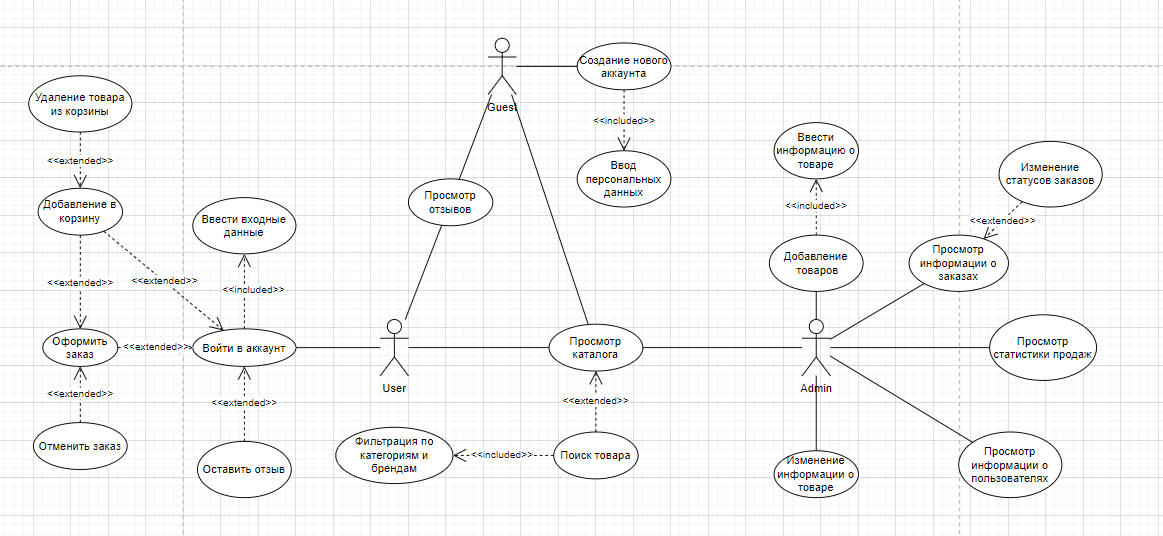 Создание нового
аккаунта
Guest
<<included>>
Ввод
персональных
данных
Удаление товара
из корзины
<<extended>>
Добавление в
корзину
<<extended>>
<<extended>>
Оформить
заказ
<<extended>>
<<extended>>
Отменить заказ
Ввести входные
данные
<<included>>
Войти в аккаунт
<<extended>>
Оставить отзыв
Просмотр
отзывов
User
Просмотр
каталога
<<extended>>
Поиск товара
<<included>>
Фильтрация по
категориям и
брендам
Ввести
информацию о
товаре
<<included>>
Добавление
товаров
Admin
Изменение
информации о
товаре
Изменение
статусов заказов
<<extended>>
Просмотр
информации о
заказах
Просмотр
статистики продаж
Просмотр
информации о
пользователях